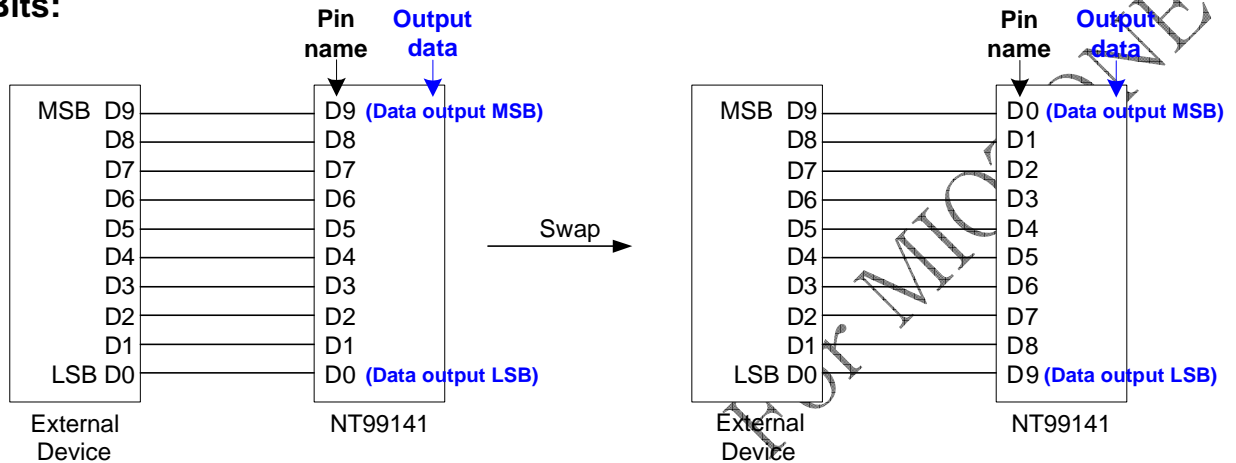 Bits:
Pin name
Output data
MSB D9
D8
D7
D6
D5
D4
D3
D2
D1
LSB D0
External Device
D9 (Data output MSB)
D8
D7
D6
D5
D4
D3
D2
D1
D0 (Data output LSB)
NT99141
Swap
Pin name
Output data
MSB D9
D8
D7
D6
D5
D4
D3
D2
D1
LSB D0
External Device
D0 (Data output MSB)
D1
D2
D3
D4
D5
D6
D7
D8
D9 (Data output LSB)
NT99141
For